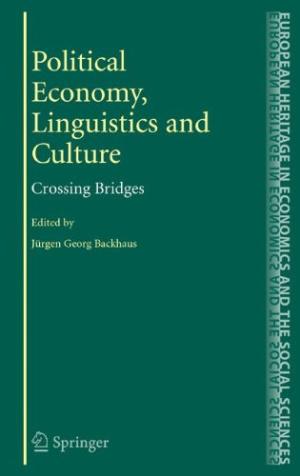 Political
Economy,
Linguistics and
Culture
Crossing Bridges
Edited by
Jürgen Georg Backhaus
Springer
EUROPEAN HERITAGE IN ECONOMICS AND THE SOCIAL SCIENCES
EUROPEAN HERITAGE IN ECONOMICS AND THE SOCIAL SCIENCES